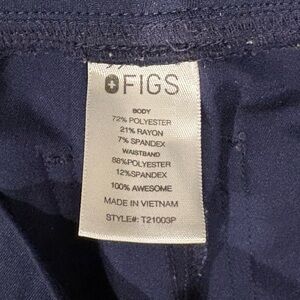 FIGS
BODY
72% POLYESTER
21% RAYON
7% SPANDEX
WAISTBAND
88%POLYESTER
12%SPANDEX
100% AWESOME
MADE IN VIETNAM
STYLE#: T21003P